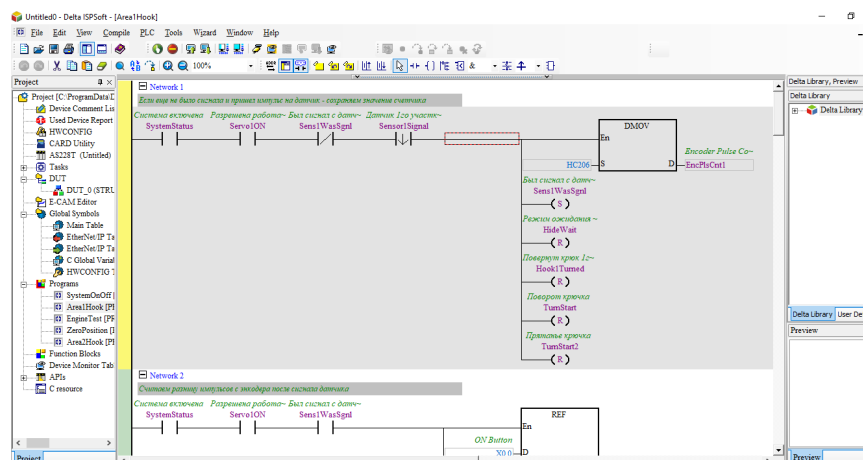 Untitled0 - Delta ISPSoft - [Area1Hook]
File Edit View Compile PLC Tools Wizard Window Help
100%
Project
Project [C:\ProgramData\D
Device Comment Lis
Used Device Report
HWCONFIG
CARD Utility
AS228T (Untitled)
Tasks
DUT
DUT_0 (STRU
E-CAM Editor
Global Symbols
Main Table
EtherNet/IP Ta
EtherNet/IP Ta
C Global Varial
HWCONFIG T
Programs
SystemOnOff [
Area1Hook [PI
EngineTest [PF
ZeroPosition [I
Area2Hook [PI
Function Blocks
Device Monitor Tab
APIs
C resource
Project
Network 1
Если еще не было сигнала и пришел импульс на датчик - сохраняем значение счетчика
Система включена Разрешена работа~ Был сигнал с датч~ Датчик 1го участк~
SystemStatus Servo1ON Sens1WasSgnl Sensor1Signal
DMOV
En
Encoder Pulse Co~
HC206 S D EncPlsCnt1
Был сигнал с датч~
Sens1WasSgnl
S
Режим ожидания ~
HideWait
R
Повернут крюк 1г~
Hook1Turned
R
Поворот крючка
TurnStart
R
Прятанье крючка
TurnStart2
R
Network 2
Считаем разницу импульсов с энкодера после сигнала датчика
Система включена Разрешена работа~ Был сигнал с датч~
SystemStatus Servo1ON Sens1WasSgnl
REF
En
ON Button
X0.0 D
Delta Library, Preview
Delta Library
Delta Library
Delta Library User De
Preview
Preview